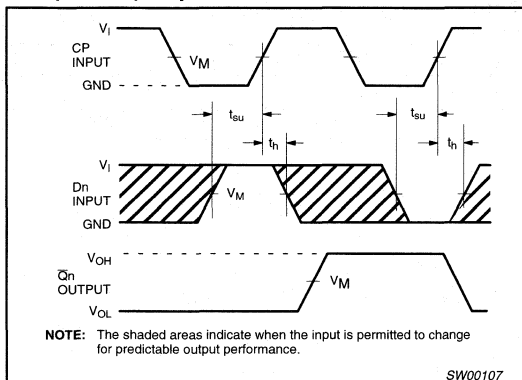 VI
CP
INPUT
VM
GND
tsu
tsu
th
th
VI
Dn
INPUT
VM
GND
VOH
Q̅n
OUTPUT
VM
VOL
NOTE: The shaded areas indicate when the input is permitted to change
for predictable output performance.
SW00107